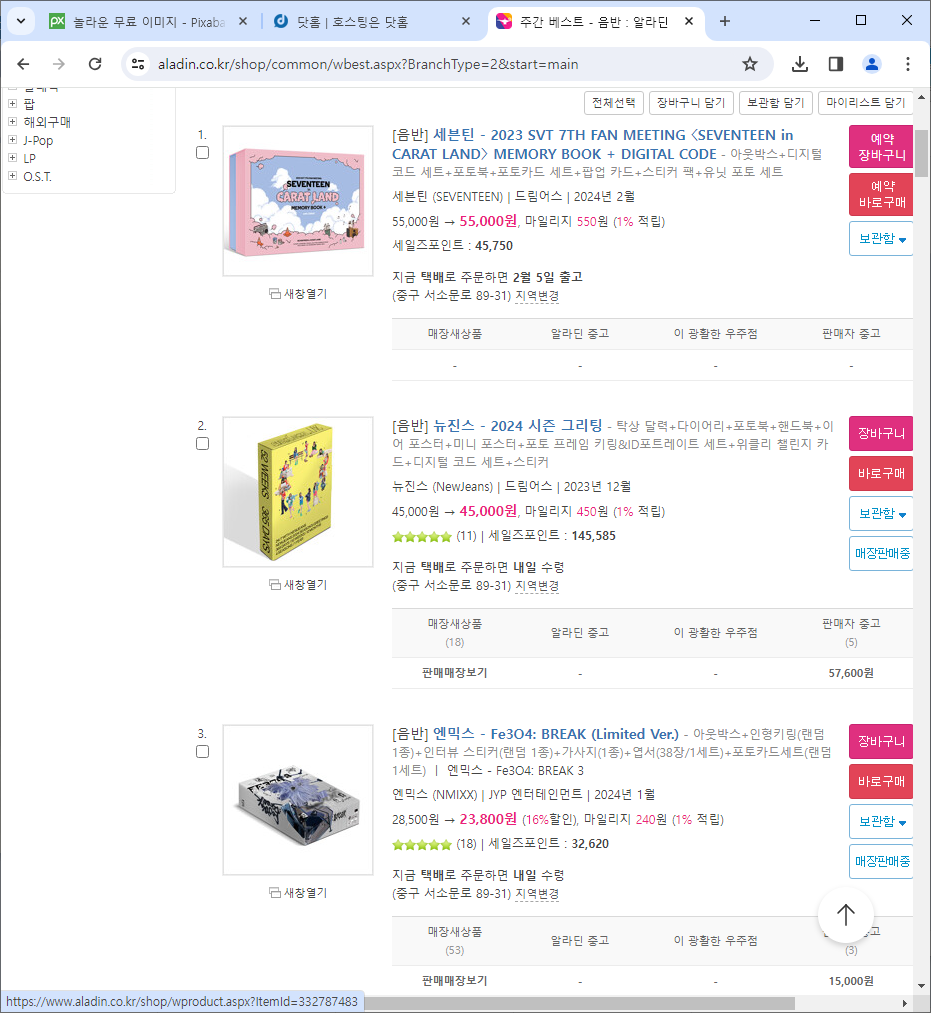 놀라운 무료 이미지 - Pixaba
닷홈 | 호스팅은 닷홈
주간 베스트 - 음반 : 알라딘
aladin.co.kr/shop/common/wbest.aspx?BranchType=2&start=main
팝
해외구매
J-Pop
LP
O.S.T.
전체선택 장바구니 담기 보관함 담기 마이리스트 담기
1.
SEVENTEEN
in
CARAT LAND
MEMORY BOOK +
새창열기
[음반] 세븐틴 - 2023 SVT 7TH FAN MEETING 〈SEVENTEEN in
CARAT LAND〉 MEMORY BOOK + DIGITAL CODE - 아웃박스+디지털
코드 세트+포토북+포토카드 세트+팝업 카드+스티커 팩+유닛 포토 세트
세븐틴 (SEVENTEEN) | 드림어스 | 2024년 2월
55,000원 → 55,000원, 마일리지 550원 (1% 적립)
세일즈포인트 : 45,750
지금 택배로 주문하면 2월 5일 출고
(중구 서소문로 89-31) 지역변경
예약
장바구니
예약
바로구매
보관함
매장새상품 알라딘 중고 이 광활한 우주점 판매자 중고
- - - -
2.
52 WEEKS
365 DAYS
새창열기
[음반] 뉴진스 - 2024 시즌 그리팅 - 탁상 달력+다이어리+포토북+핸드북+이
어 포스터+미니 포스터+포토 프레임 키링&ID포트레이트 세트+위클리 챌린지 카
드+디지털 코드 세트+스티커
뉴진스 (NewJeans) | 드림어스 | 2023년 12월
45,000원 → 45,000원, 마일리지 450원 (1% 적립)
(11) | 세일즈포인트 : 145,585
지금 택배로 주문하면 내일 수령
(중구 서소문로 89-31) 지역변경
장바구니
바로구매
보관함
매장판매중
매장새상품 알라딘 중고 이 광활한 우주점 판매자 중고
(18) (5)
판매매장보기 - - 57,600원
3.
새창열기
[음반] 엔믹스 - Fe3O4: BREAK (Limited Ver.) - 아웃박스+인형키링(랜덤
1종)+인터뷰 스티커(랜덤 1종)+가사지(1종)+엽서(38장/1세트)+포토카드세트(랜덤
1세트) | 엔믹스 - Fe3O4: BREAK 3
엔믹스 (NMIXX) | JYP 엔터테인먼트 | 2024년 1월
28,500원 → 23,800원 (16%할인), 마일리지 240원 (1% 적립)
(18) | 세일즈포인트 : 32,620
지금 택배로 주문하면 내일 수령
(중구 서소문로 89-31) 지역변경
장바구니
바로구매
보관함
매장판매중
매장새상품 알라딘 중고 이 광활한 우주점
(53) (3)
판매매장보기 - - 15,000원
https://www.aladin.co.kr/shop/wproduct.aspx?ItemId=332787483